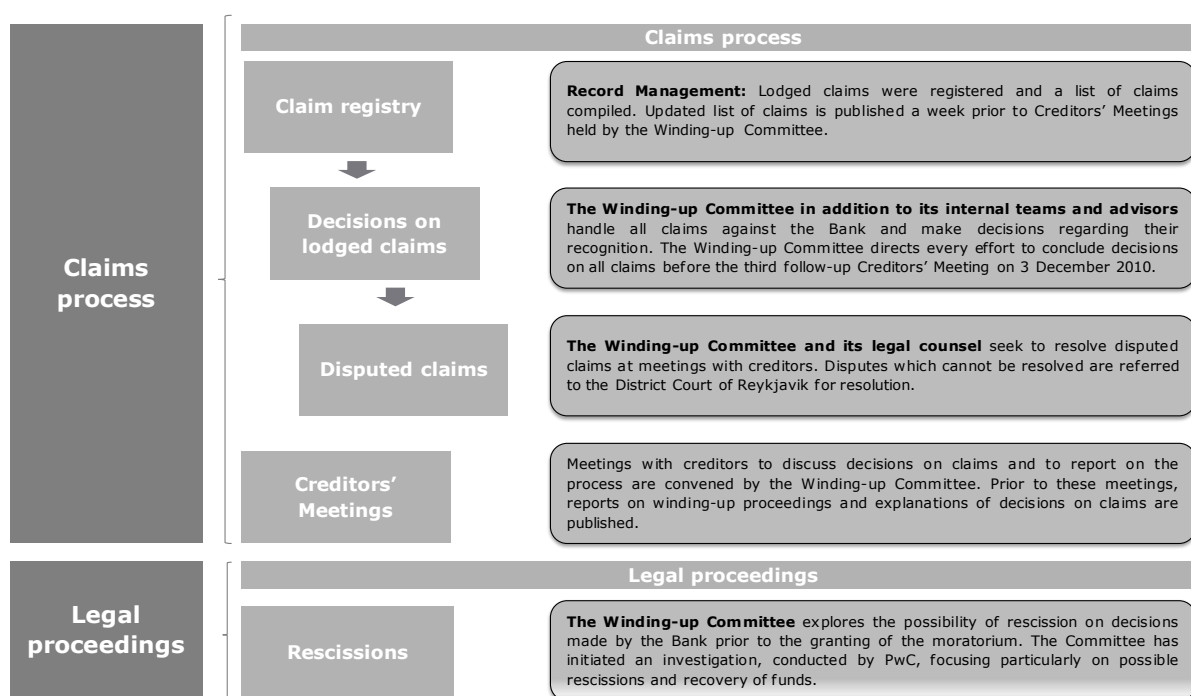 Claims process
Claims
process
Claim registry
Record Management: Lodged claims were registered and a list of claims
compiled. Updated list of claims is published a week prior to Creditors’ Meetings
held by the Winding-up Committee.
Decisions on
lodged claims
The Winding-up Committee in addition to its internal teams and advisors
handle all claims against the Bank and make decisions regarding their
recognition. The Winding-up Committee directs every effort to conclude decisions
on all claims before the third follow-up Creditors’ Meeting on 3 December 2010.
Disputed claims
The Winding-up Committee and its legal counsel seek to resolve disputed
claims at meetings with creditors. Disputes which cannot be resolved are referred
to the District Court of Reykjavik for resolution.
Creditors’
Meetings
Meetings with creditors to discuss decisions on claims and to report on the
process are convened by the Winding-up Committee. Prior to these meetings,
reports on winding-up proceedings and explanations of decisions on claims are
published.
Legal proceedings
Legal
proceedings
Rescissions
The Winding-up Committee explores the possibility of rescission on decisions
made by the Bank prior to the granting of the moratorium. The Committee has
initiated an investigation, conducted by PwC, focusing particularly on possible
rescissions and recovery of funds.